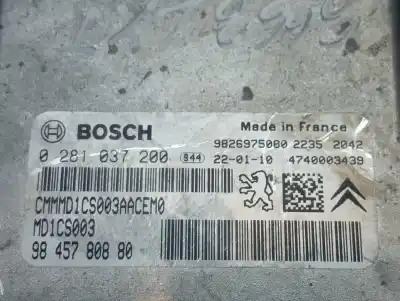 BOSCH
Made in France
9826975080 2235 2042
0 281 037 200 S44 22-01-10 4740003439
CMMMD1CS003AACEM0
MD1CS003
98 457 808 80